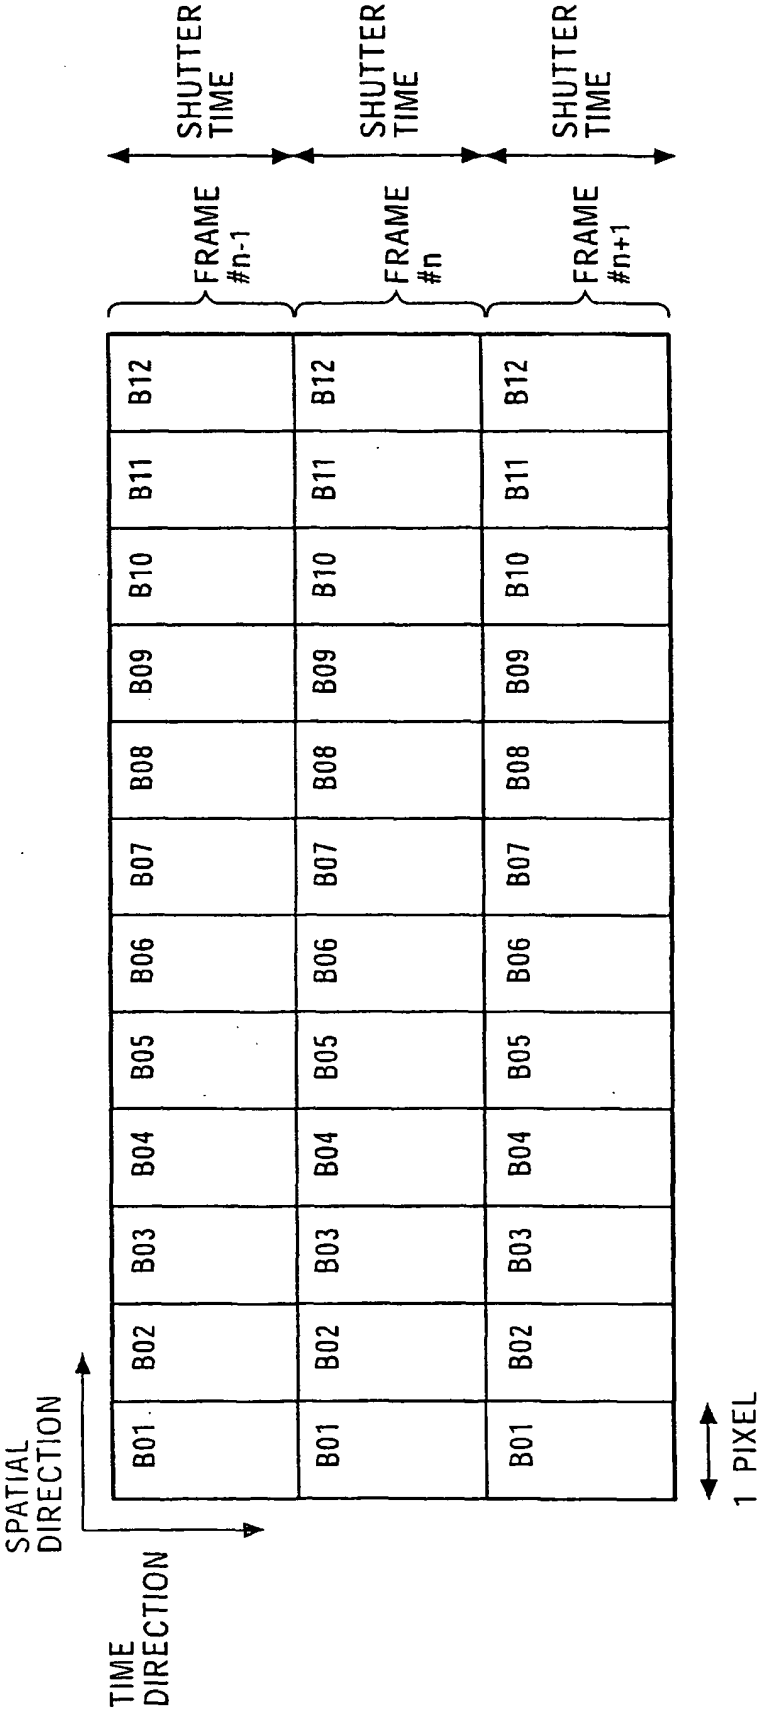 SPATIAL
DIRECTION
TIME
DIRECTION
B01 B02 B03 B04 B05 B06 B07 B08 B09 B10 B11 B12
FRAME
#n-1
SHUTTER
TIME
B01 B02 B03 B04 B05 B06 B07 B08 B09 B10 B11 B12
FRAME
#n
SHUTTER
TIME
B01 B02 B03 B04 B05 B06 B07 B08 B09 B10 B11 B12
FRAME
#n+1
SHUTTER
TIME
1 PIXEL